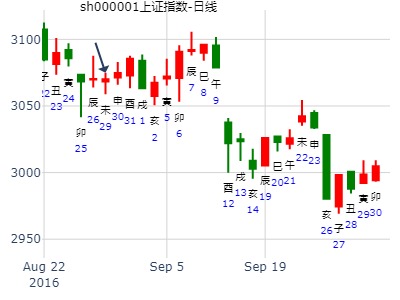 sh000001上证指数-日线
3100
3050
3000
2950
子
22
丑
23
寅
24
卯
25
辰
26
未
29
申
30
酉
31
戌
1
亥
2
寅
5
卯
6
辰
7
巳
8
午
9
酉
12
戌
13
亥
14
辰
19
巳
20
午
21
未
22
申
23
亥
26
子
27
丑
28
寅
29
卯
30
Aug 22
2016
Sep 5
Sep 19